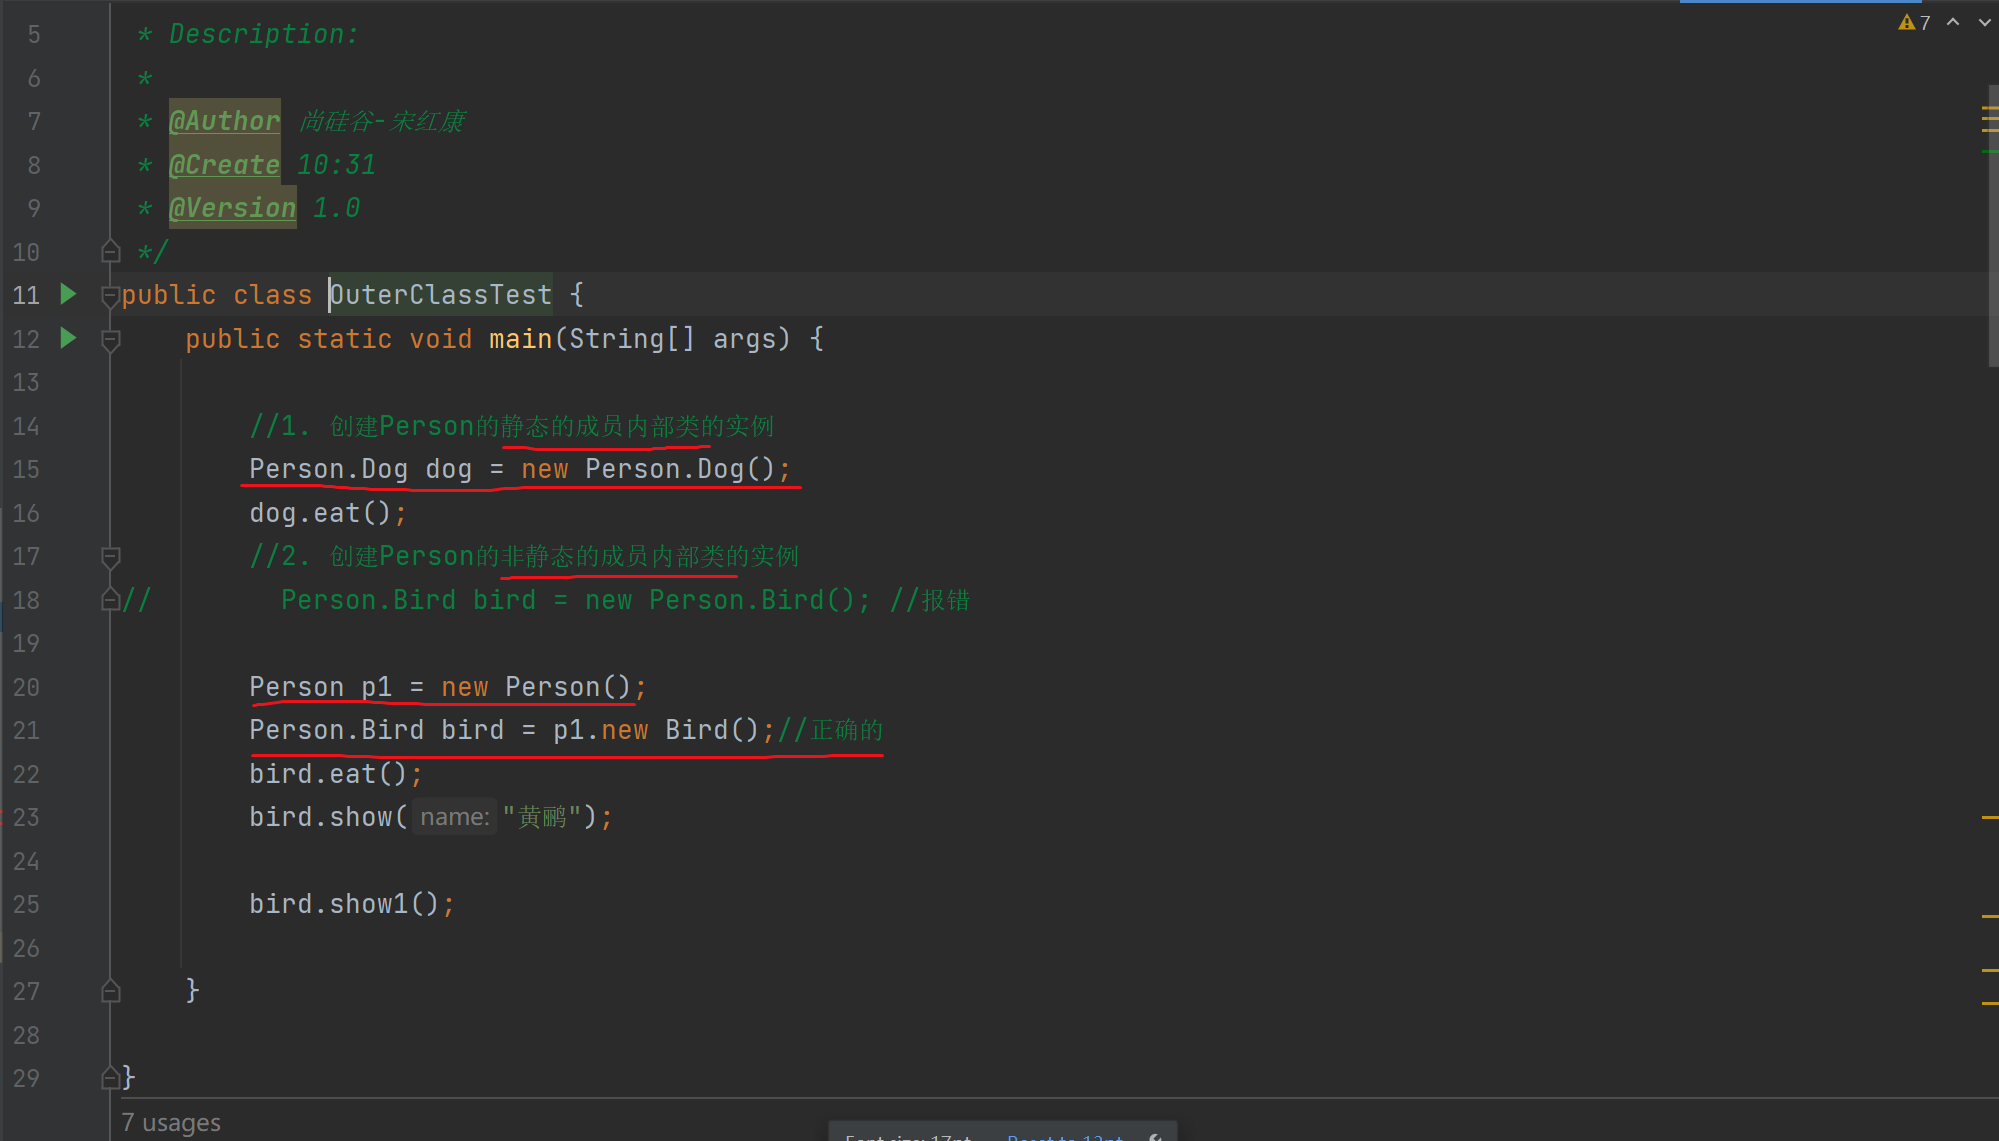 5 * Description:
6 *
7 * @Author 尚硅谷-宋红康
8 * @Create 10:31
9 * @Version 1.0
10 */
11 public class OuterClassTest {
12 public static void main(String[] args) {
13
14 //1. 创建Person的静态的成员内部类的实例
15 Person.Dog dog = new Person.Dog();
16 dog.eat();
17 //2. 创建Person的非静态的成员内部类的实例
18 // Person.Bird bird = new Person.Bird(); //报错
19
20 Person p1 = new Person();
21 Person.Bird bird = p1.new Bird();//正确的
22 bird.eat();
23 bird.show( name: "黄鹂");
24
25 bird.show1();
26
27 }
28
29 }
7 usages
7
Font size: 17pt Reset to 12pt